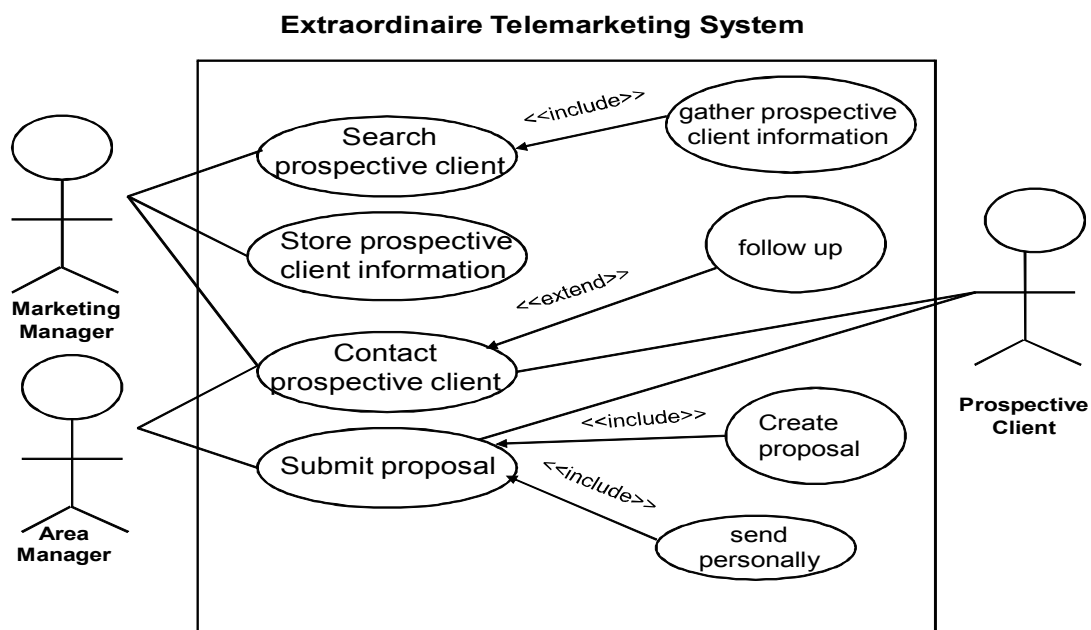 Extraordinaire Telemarketing System
<<include>>
gather prospective
client information
Search
prospective client
Store prospective
client information
follow up
<<extend>>
Marketing
Manager
Contact
prospective client
Prospective
Client
<<include>>
Create
proposal
Submit proposal
<<include>>
send
personally
Area
Manager